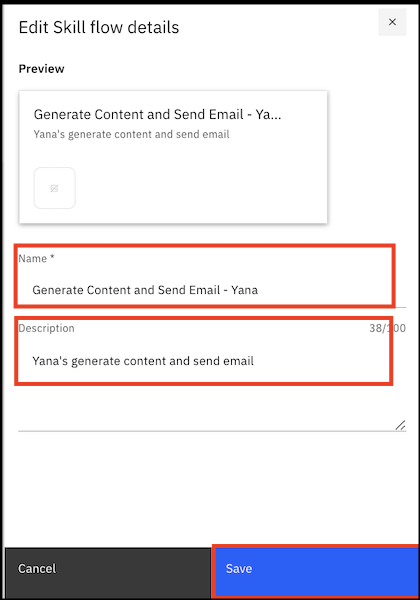 Edit Skill flow details
Preview
Generate Content and Send Email - Ya...
Yana's generate content and send email
Name *
Generate Content and Send Email - Yana
Description 38/100
Yana's generate content and send email
Cancel Save